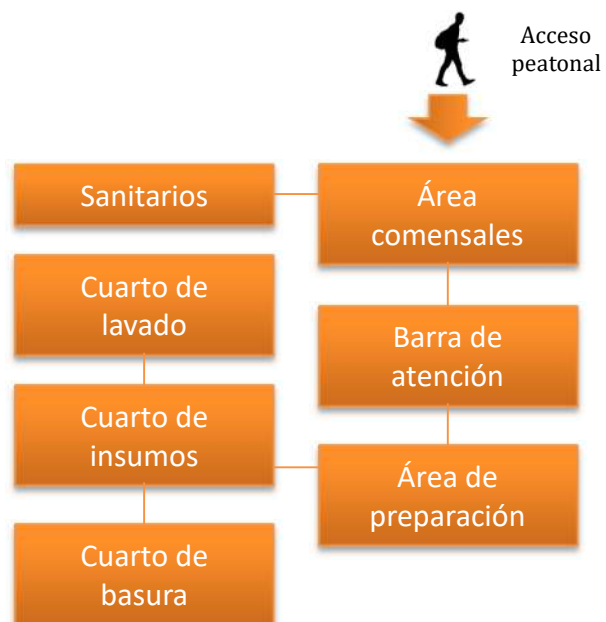 Acceso
peatonal
Sanitarios
Área
comensales
Cuarto de
lavado
Barra de
atención
Cuarto de
insumos
Área de
preparación
Cuarto de
basura